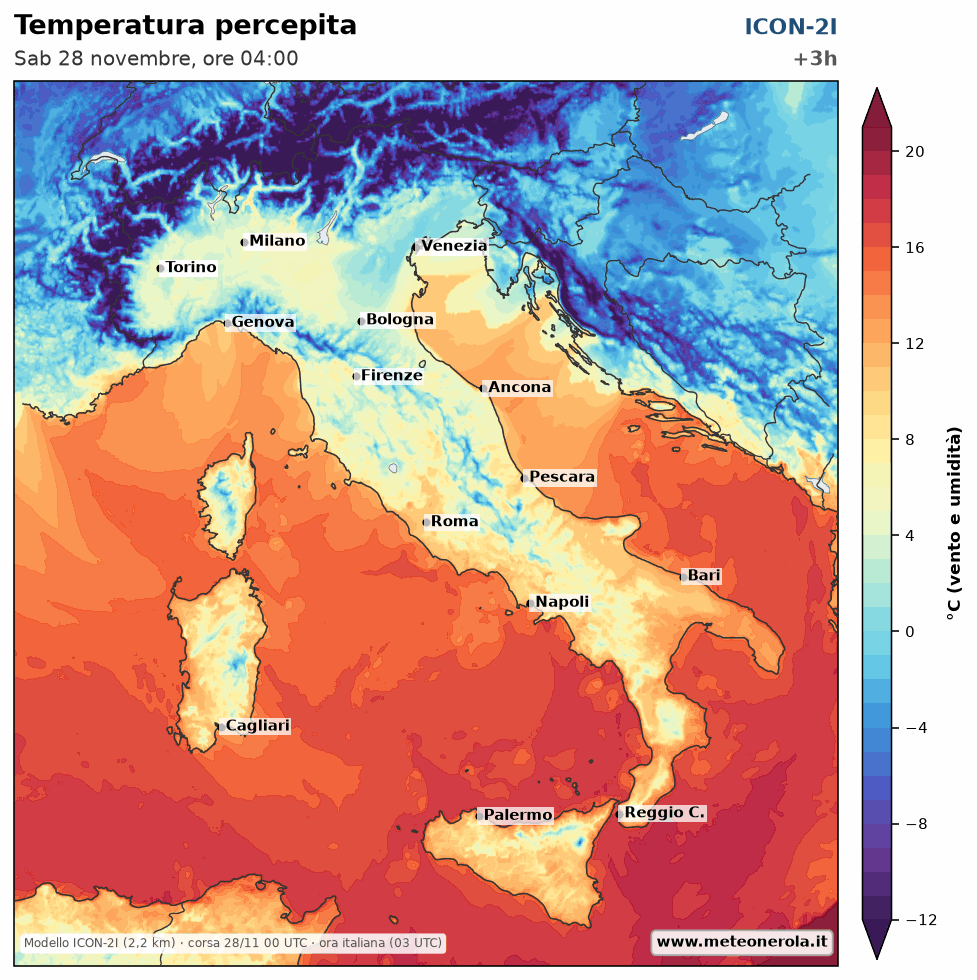 Temperatura percepita
ICON-2I
Sab 28 novembre, ore 04:00
+3h
Milano
Venezia
Torino
Genova
Bologna
Firenze
Ancona
Pescara
Roma
Bari
Napoli
Cagliari
Palermo
Reggio C.
20
16
12
8
4
0
−4
−8
−12
°C (vento e umidità)
Modello ICON-2I (2,2 km) · corsa 28/11 00 UTC · ora italiana (03 UTC)
www.meteonerola.it